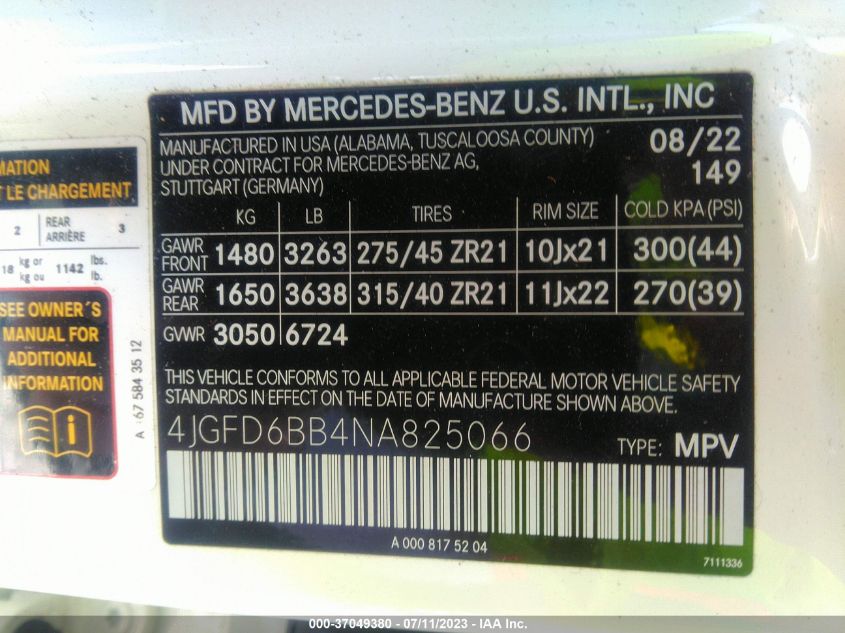 MFD BY MERCEDES-BENZ U.S. INTL., INC
MANUFACTURED IN USA (ALABAMA, TUSCALOOSA COUNTY) 08/22
UNDER CONTRACT FOR MERCEDES-BENZ AG, 149
STUTTGART (GERMANY)
KG LB TIRES RIM SIZE COLD KPA (PSI)
GAWR FRONT 1480 3263 275/45 ZR21 10Jx21 300(44)
GAWR REAR 1650 3638 315/40 ZR21 11Jx22 270(39)
GVWR 3050 6724
THIS VEHICLE CONFORMS TO ALL APPLICABLE FEDERAL MOTOR VEHICLE SAFETY
STANDARDS IN EFFECT ON THE DATE OF MANUFACTURE SHOWN ABOVE.
4JGFD6BB4NA825066 TYPE: MPV
A 000 817 52 04
7111336
MATION
T LE CHARGEMENT
2 REAR ARRIÈRE 3
18 kg or kg ou 1142 lbs. lb.
SEE OWNER´S
MANUAL FOR
ADDITIONAL
INFORMATION
A 167 584 35 12
000-37049380 - 07/11/2023 - IAA Inc.